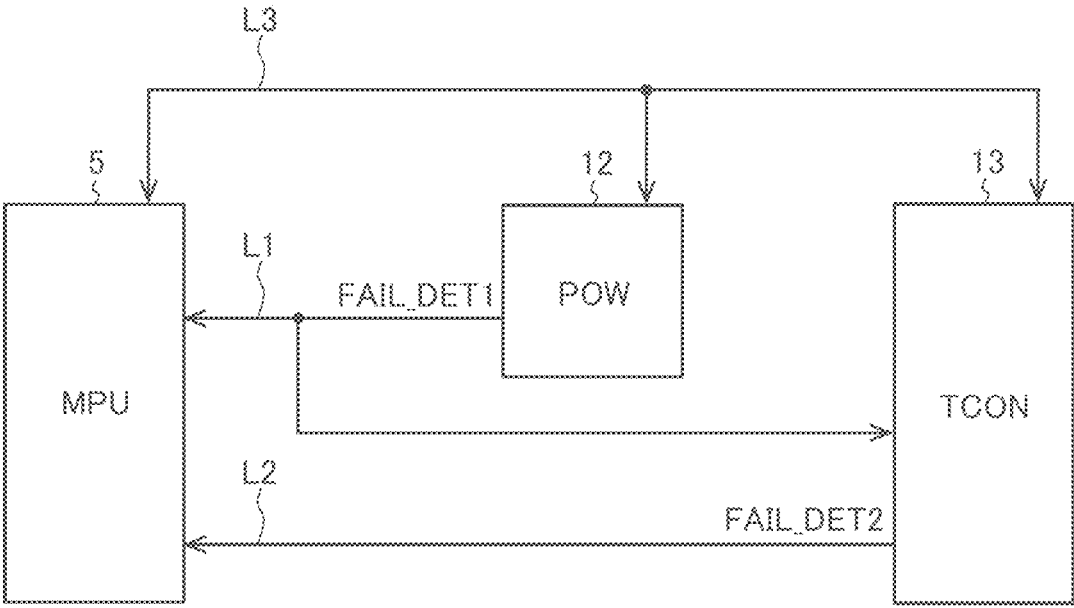 L3
5
12
13
L1
FAIL_DET1
POW
MPU
TCON
L2
FAIL_DET2